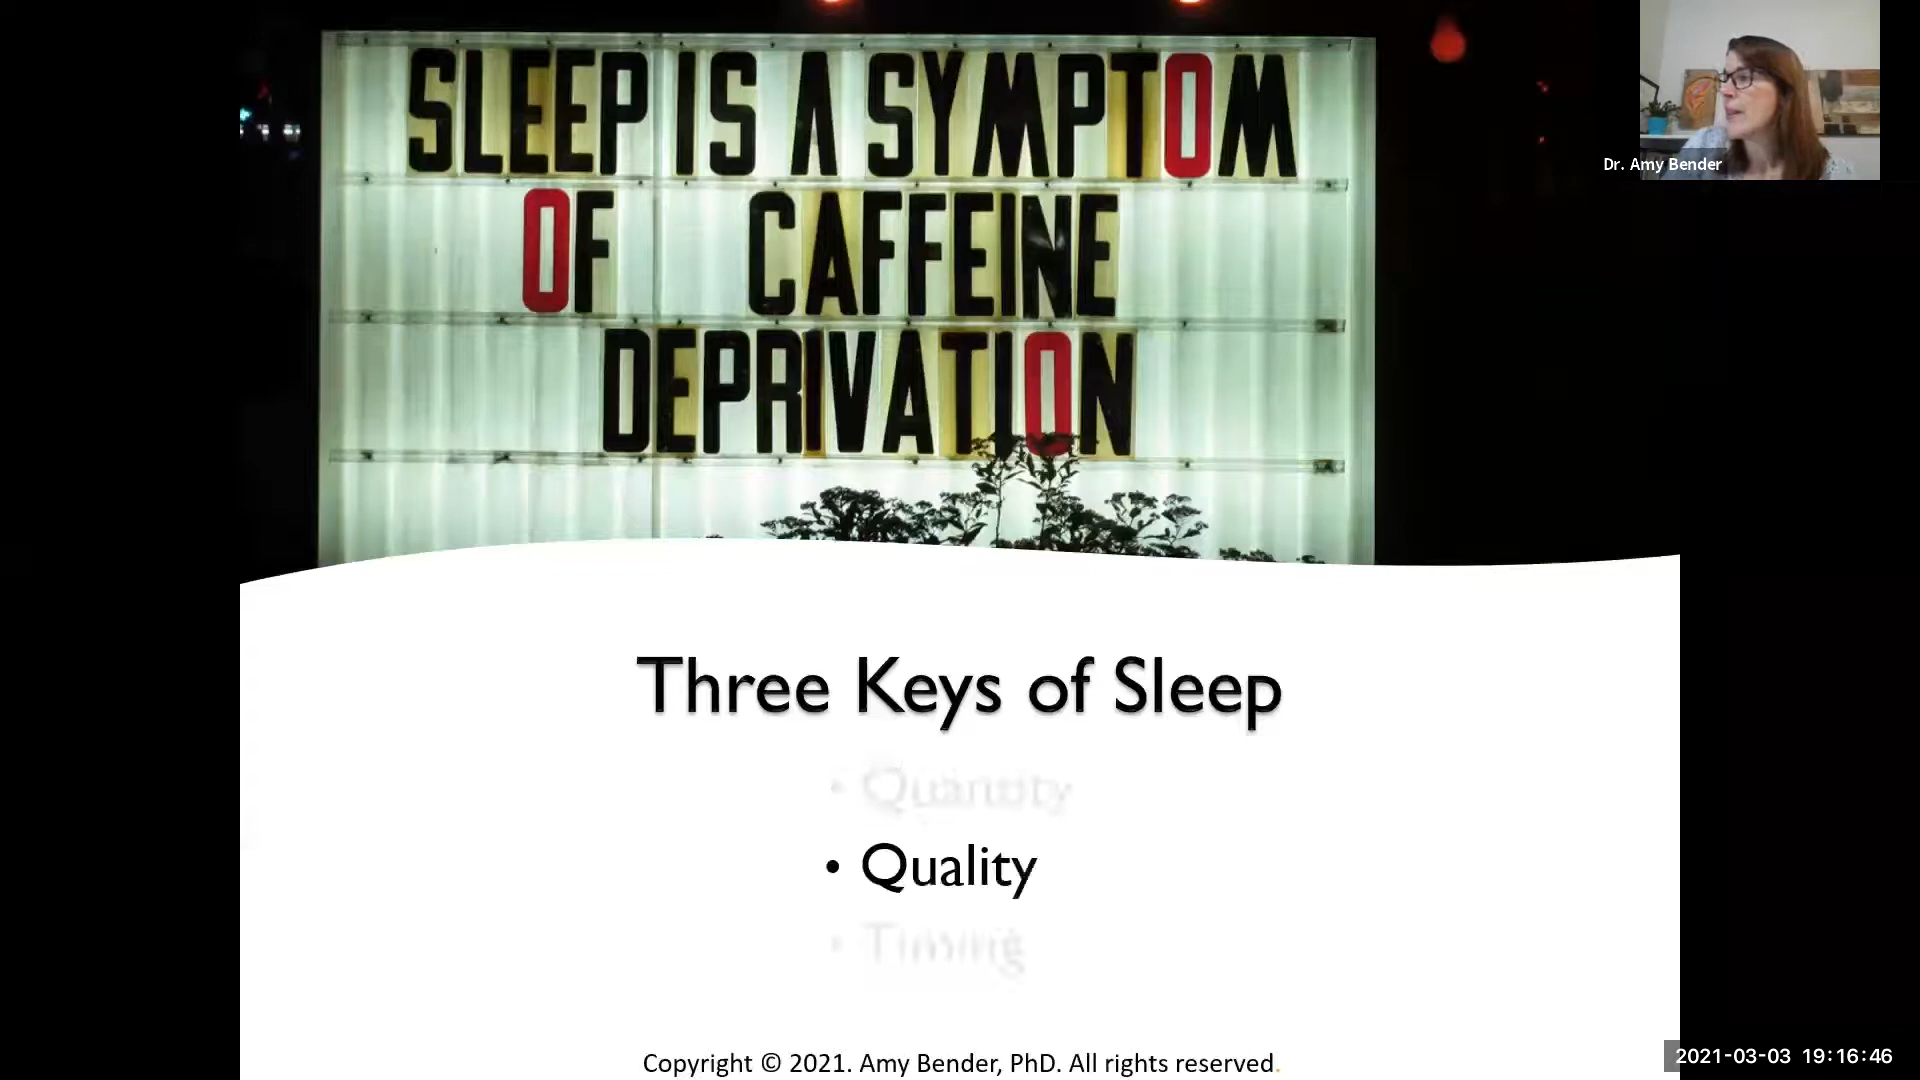 SLEEP IS A SYMPTOM
OF CAFFEINE
DEPRIVATION
Dr. Amy Bender
Three Keys of Sleep
• Quantity
• Quality
• Timing
Copyright © 2021. Amy Bender, PhD. All rights reserved.
2021-03-03 19:16:46